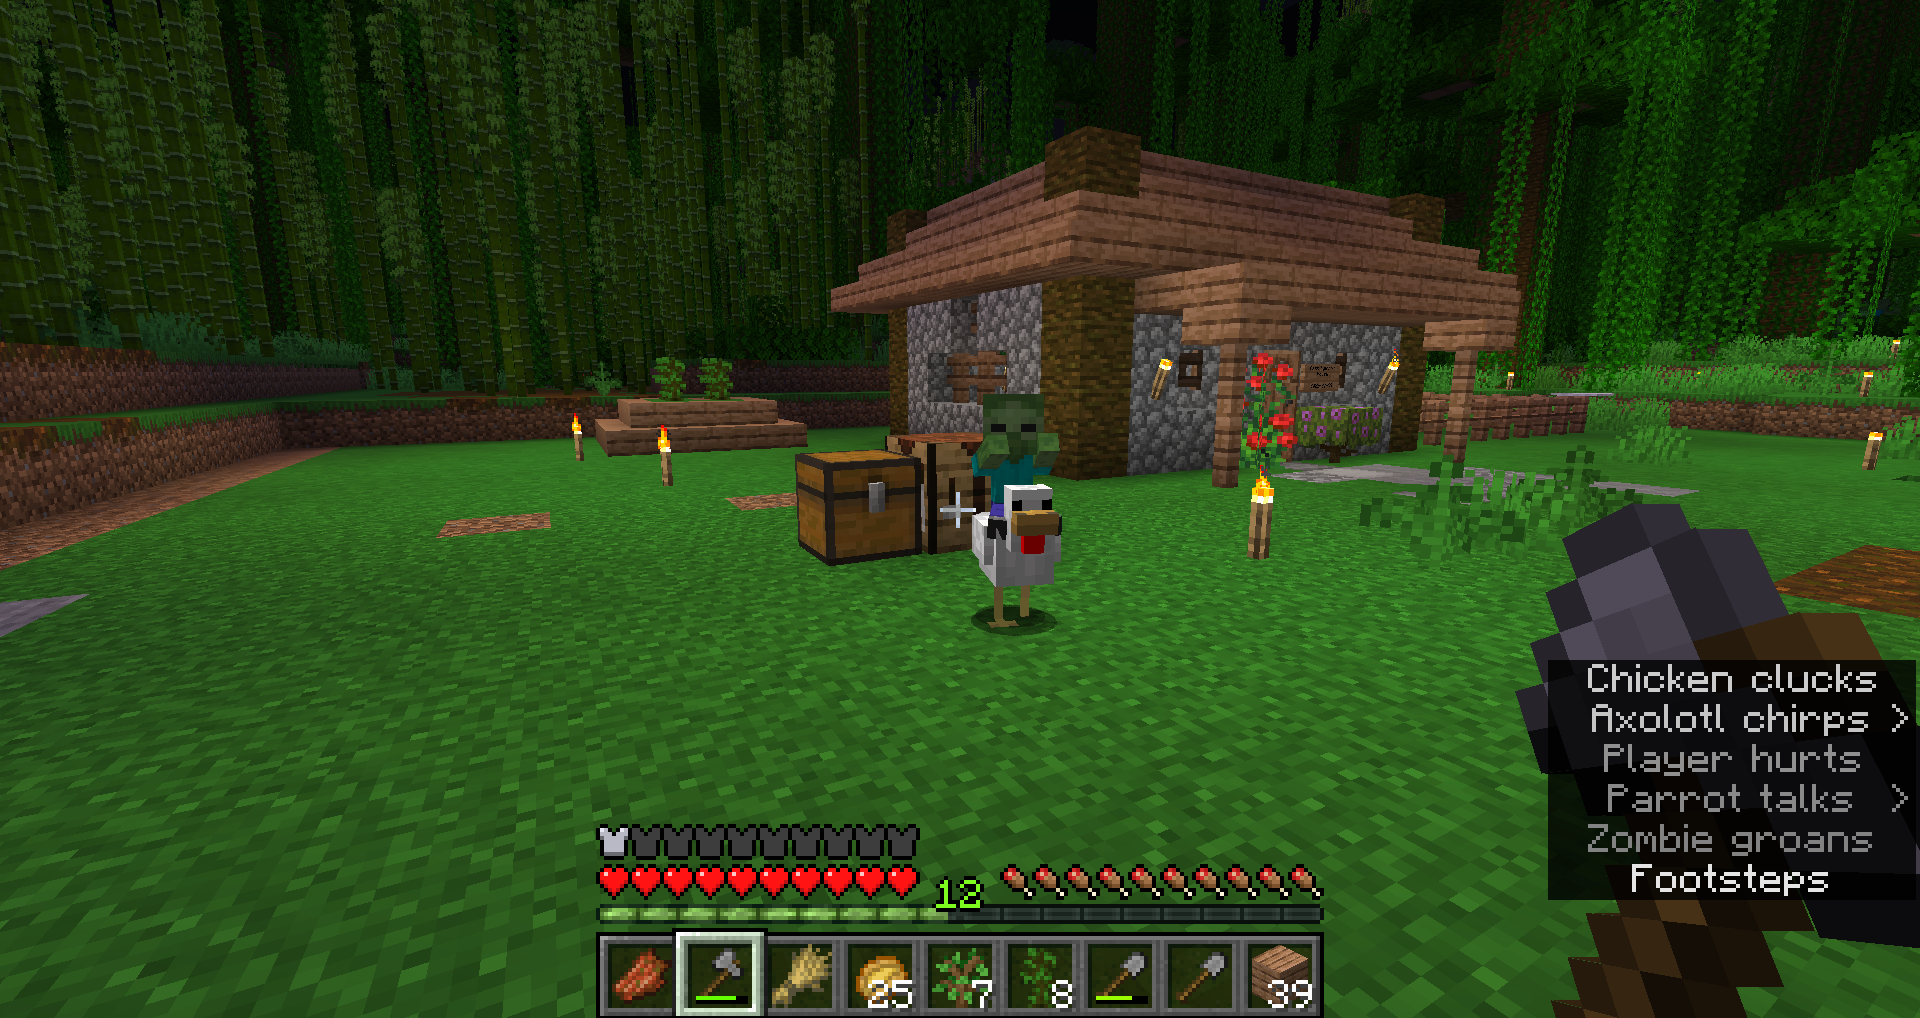 Chicken clucks
Axolotl chirps >
Player hurts
Parrot talks >
Zombie groans
Footsteps
12
25
7
8
39